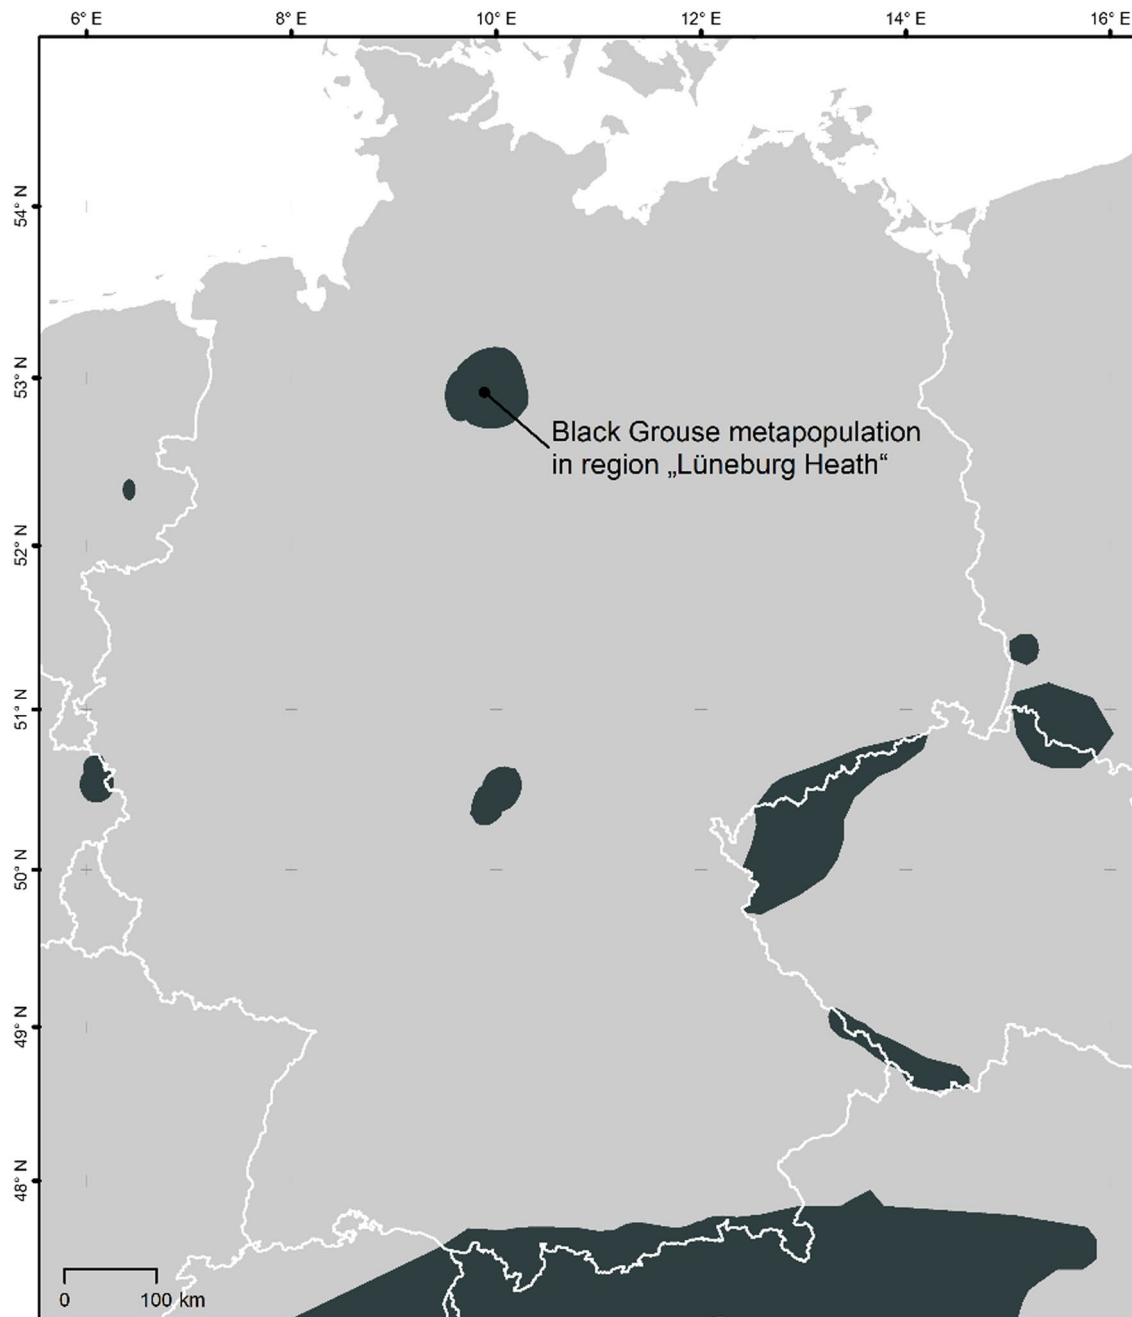 6° E 8° E 10° E 12° E 14° E 16° E
54° N
53° N
Black Grouse metapopulation
in region „Lüneburg Heath“
52° N
51° N
50° N
49° N
48° N
0 100 km